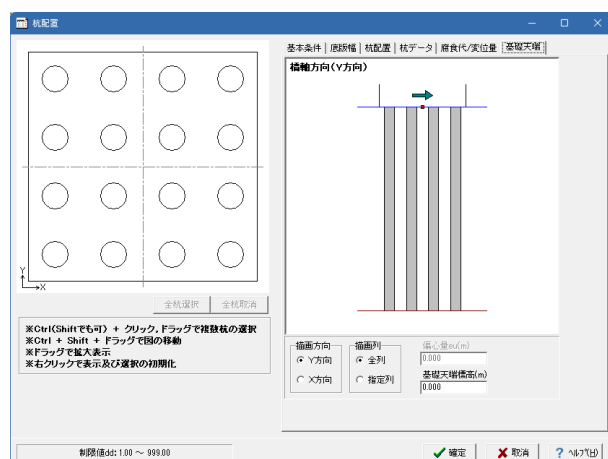 杭配置
基本条件 底版幅 杭配置 杭データ 腐食代/変位量 基礎天端
橋軸方向(Y方向)
Y
X
全杭選択 全杭取消
※Ctrl(Shiftでも可) + クリック,ドラッグで複数杭の選択
※Ctrl + Shift + ドラッグで図の移動
※ドラッグで拡大表示
※右クリックで表示及び選択の初期化
描画方向
Y方向
X方向
描画列
全列
指定列
偏心量eu(m)
0.000
基礎天端標高(m)
0.000
制限値dd: 1.00 ～ 999.00
確定 取消 ? ヘルプ(H)